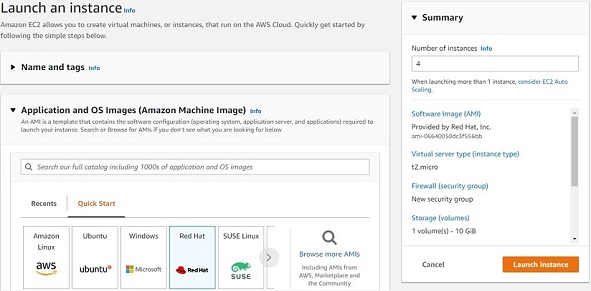 Launch an instance Info
Amazon EC2 allows you to create virtual machines, or instances, that run on the AWS Cloud. Quickly get started by
following the simple steps below.
Name and tags Info
Application and OS Images (Amazon Machine Image) Info
An AMI is a template that contains the software configuration (operating system, application server, and applications) required to
launch your instance. Search or Browse for AMIs if you don't see what you are looking for below
Search our full catalog including 1000s of application and OS images
Recents
Quick Start
Amazon
Linux
aws
Ubuntu
ubuntu
Windows
Microsoft
Red Hat
Red Hat
SUSE Linux
SUSE
Browse more AMIs
Including AMIs from
AWS, Marketplace and
the Community
Summary
Number of instances Info
4
When launching more than 1 instance, consider EC2 Auto
Scaling.
Software Image (AMI)
Provided by Red Hat, Inc.
ami-06640050dc3f556bb
Virtual server type (instance type)
t2.micro
Firewall (security group)
New security group
Storage (volumes)
1 volume(s) - 10 GiB
Cancel
Launch instance